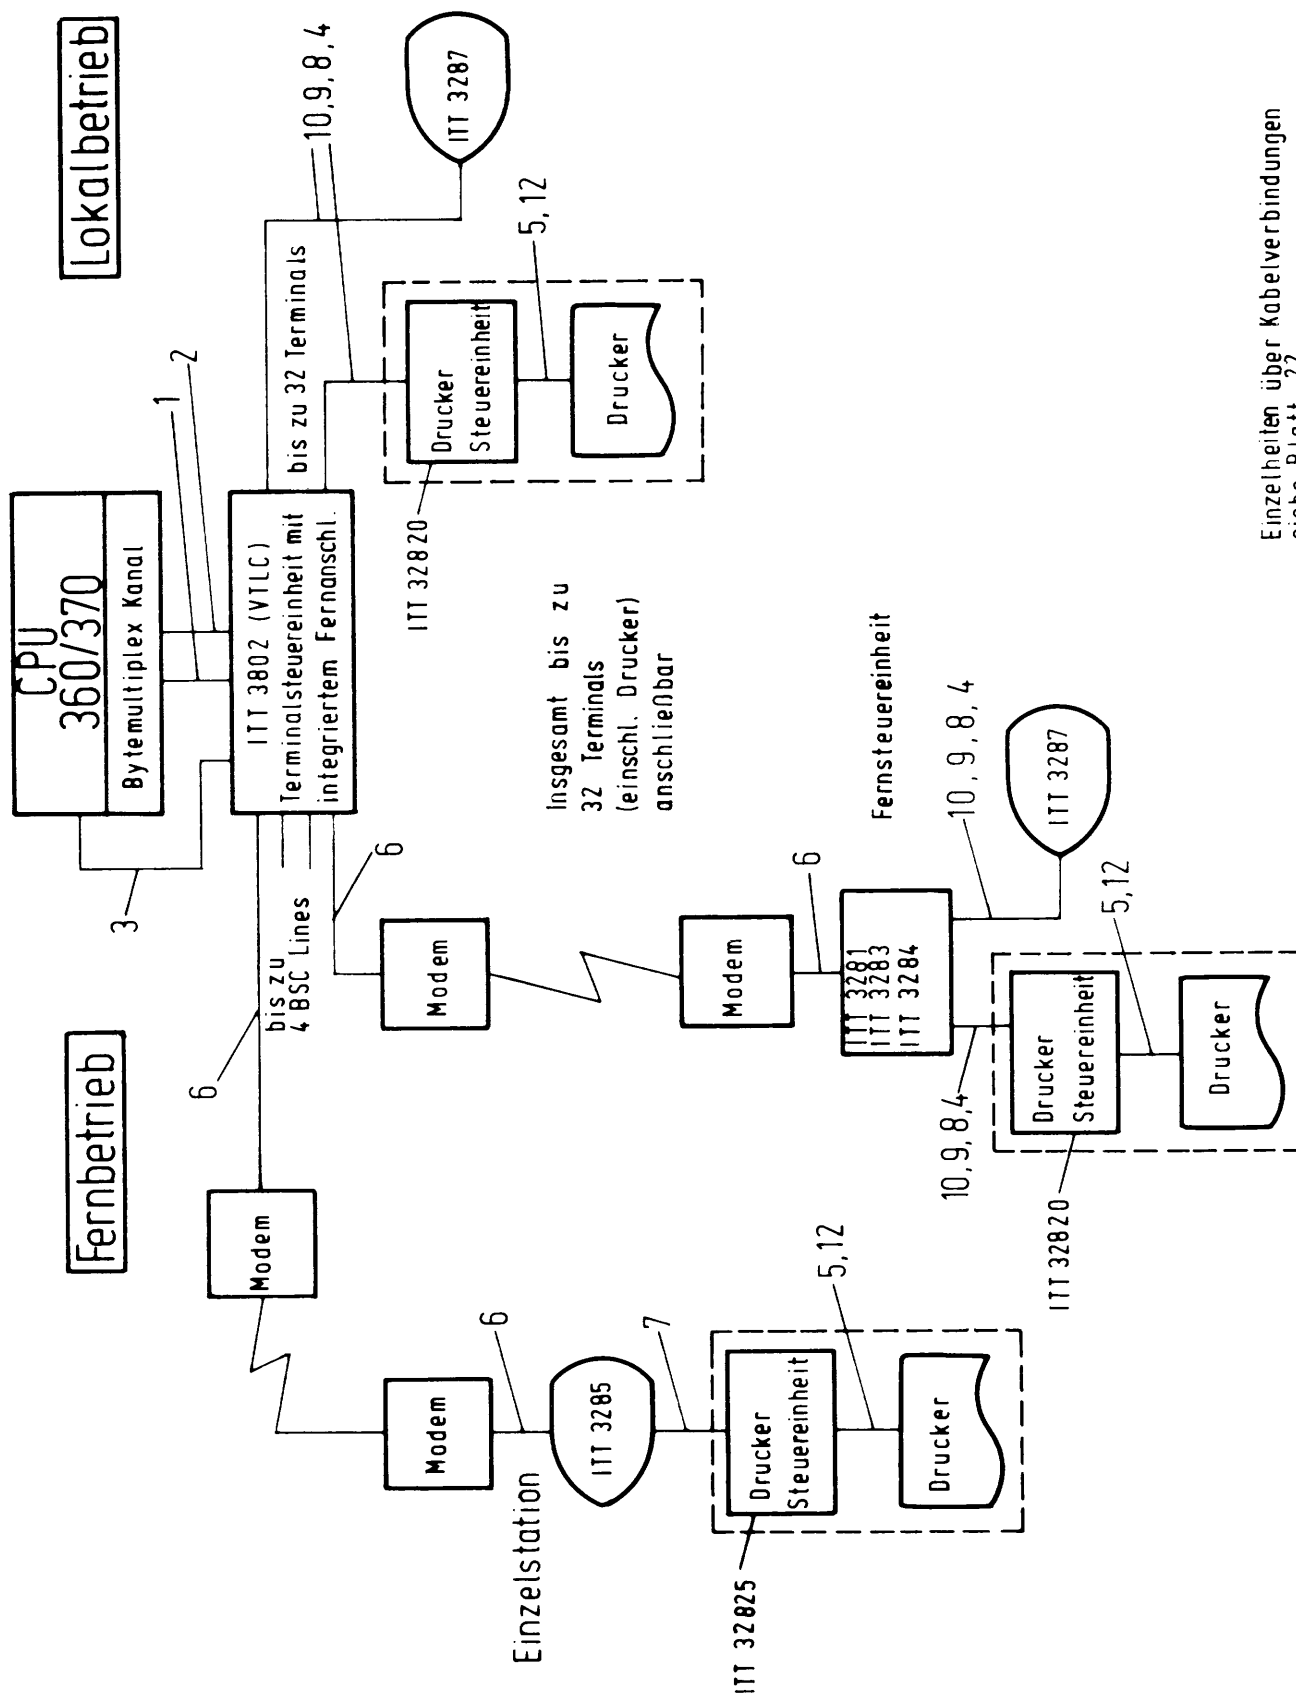 Fernbetrieb
Lokalbetrieb
CPU
360/370
Bytemultiplex Kanal
3
1
2
ITT 3802 (VTLC)
Terminalsteuereinheit mit
integriertem Fernanschl.
bis zu
4 BSC Lines
6
6
bis zu 32 Terminals
10,9,8,4
ITT 3287
Modem
Modem
Modem
Modem
ITT 32820
Drucker
Steuereinheit
5,12
Drucker
Insgesamt bis zu
32 Terminals
(einschl. Drucker)
anschließbar
Einzelstation
6
ITT 3285
7
ITT 32825
Drucker
Steuereinheit
5,12
Drucker
6
Fernsteuereinheit
ITT 3281
ITT 3283
ITT 3284
10,9,8,4
10,9,8,4
ITT 3287
ITT 32820
Drucker
Steuereinheit
5,12
Drucker
Einzelheiten über Kabelverbindungen
siehe Blatt 22